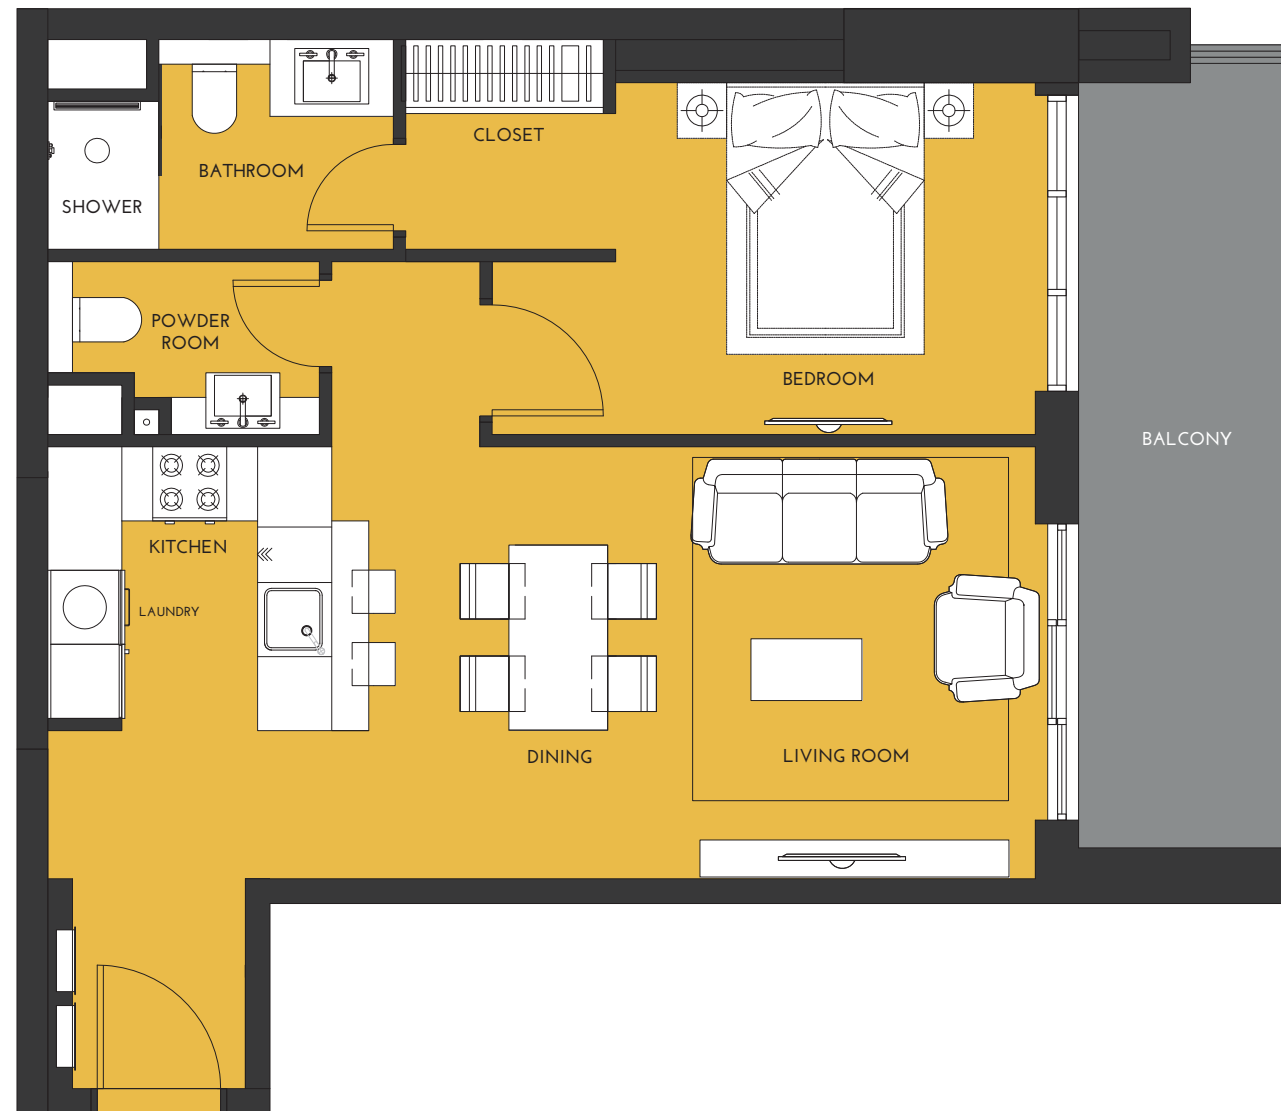 CLOSET
BATHROOM
SHOWER
POWDER
ROOM
BEDROOM
BALCONY
KITCHEN
LAUNDRY
DINING
LIVING ROOM